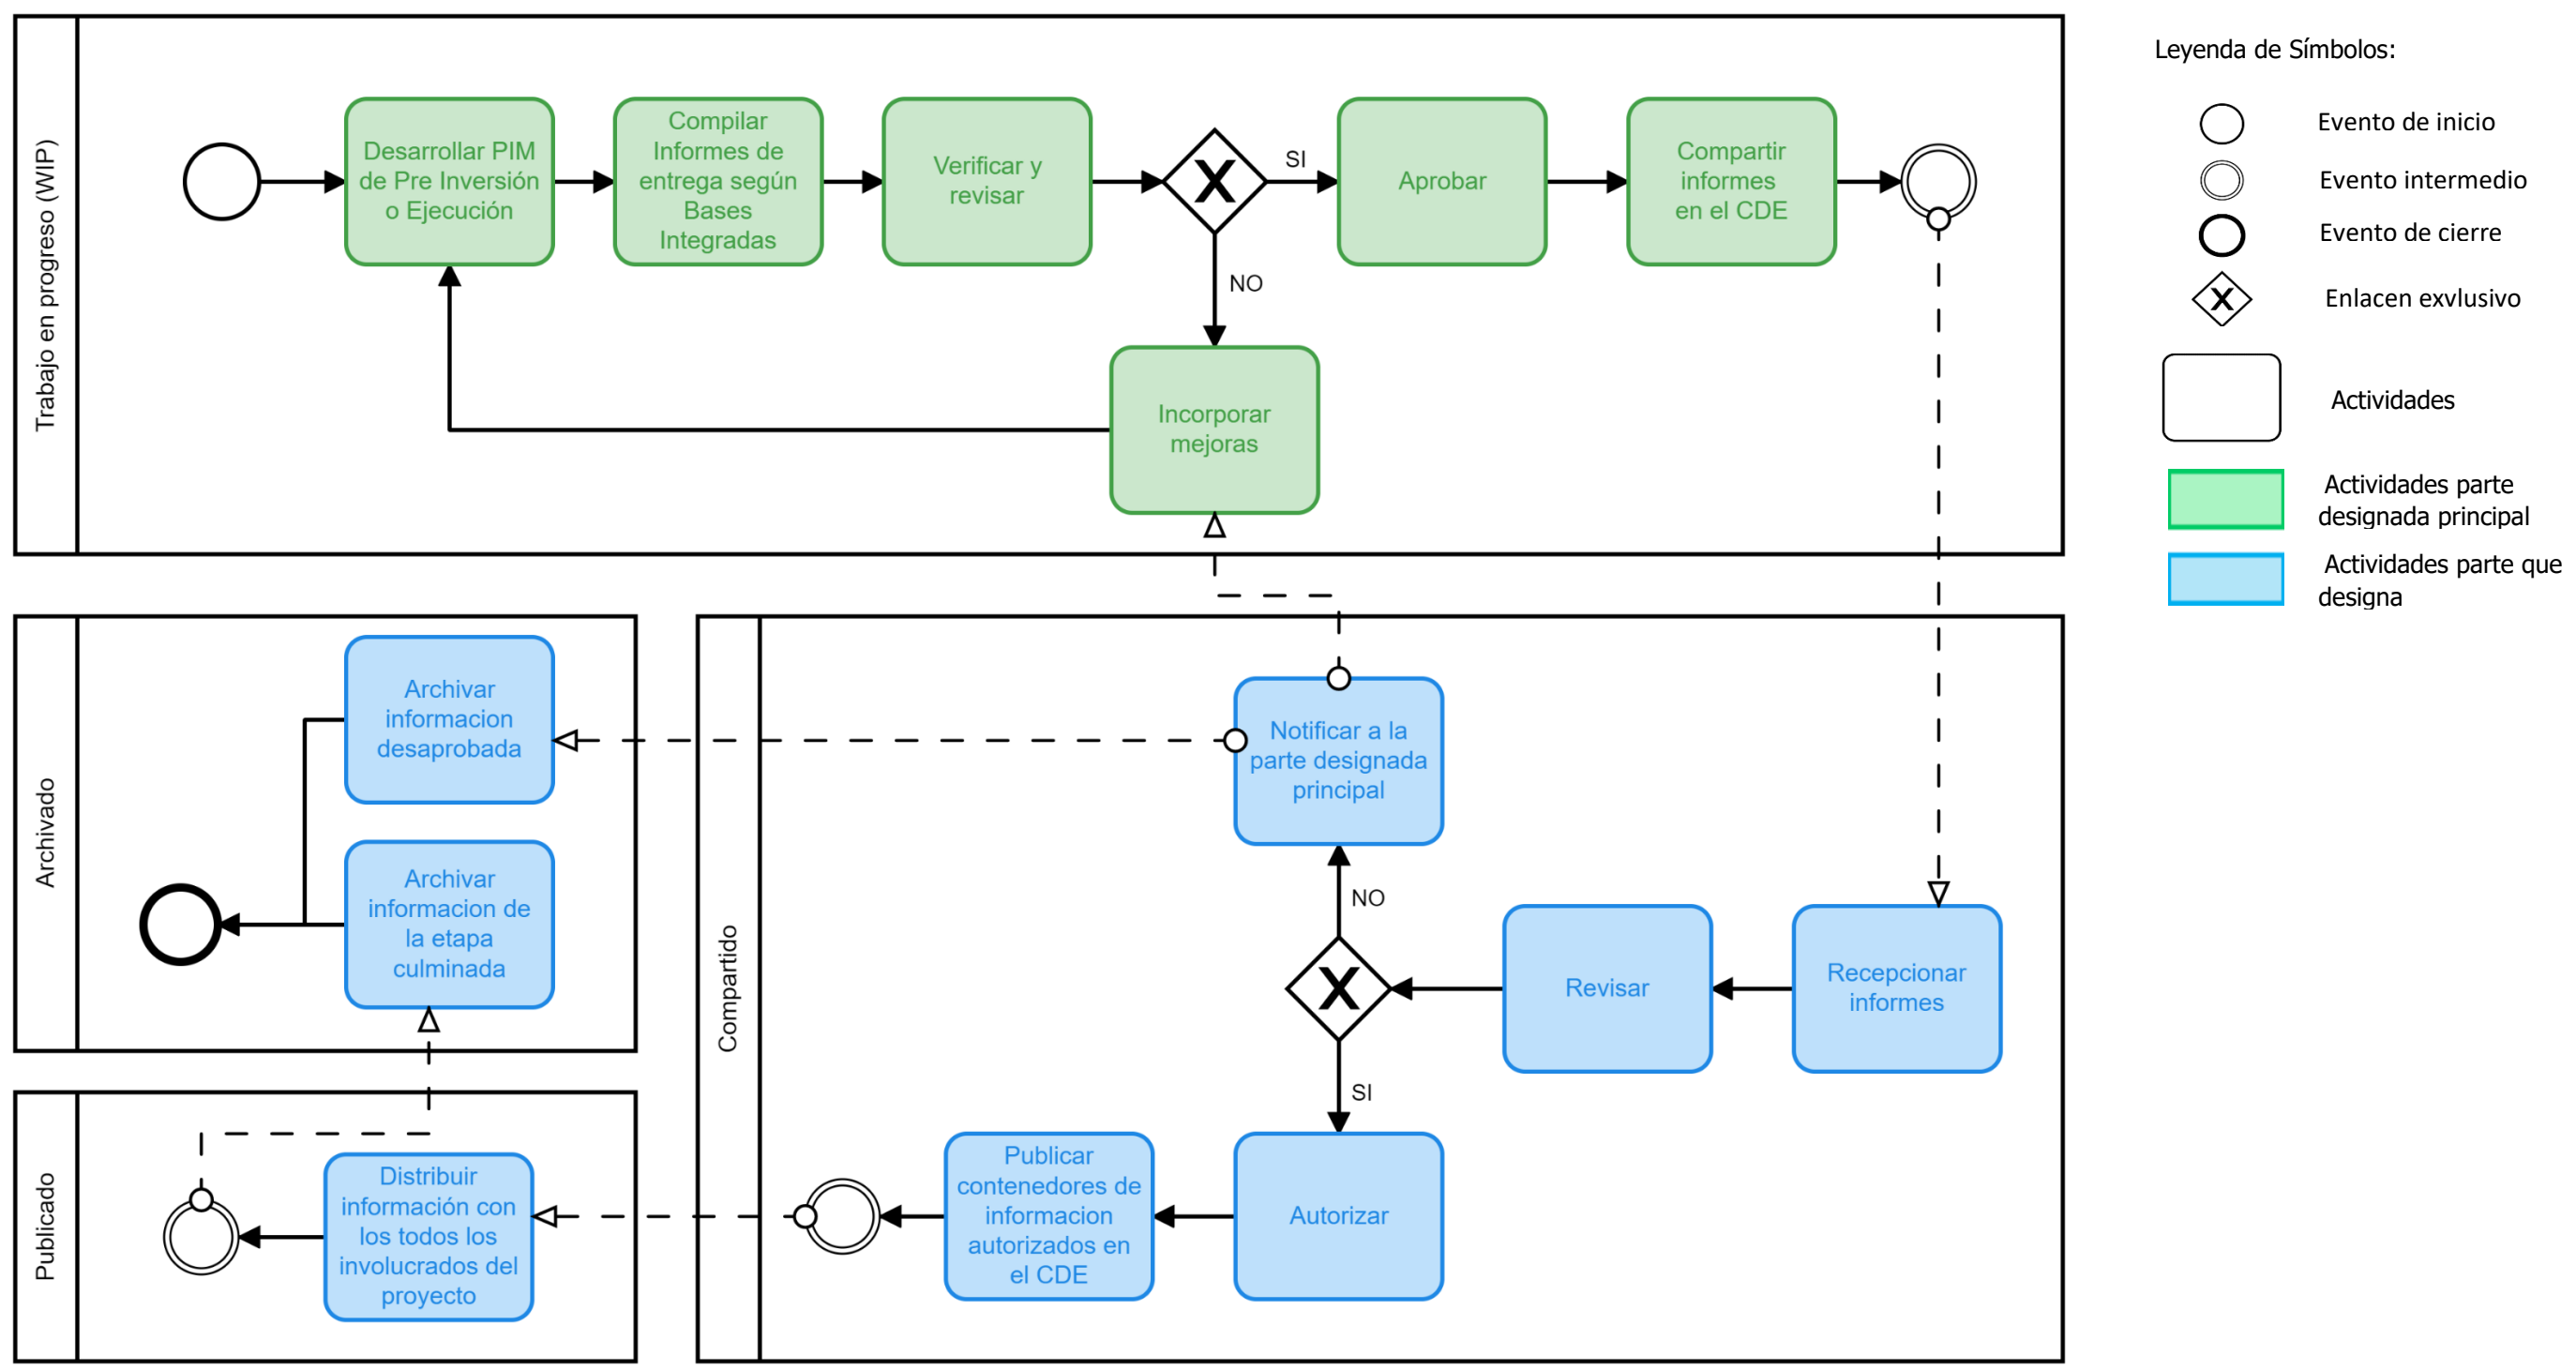 Trabajo en progreso (WIP)
Desarrollar PIM
de Pre Inversión
o Ejecución
Compilar
Informes de
entrega según
Bases
Integradas
Verificar y
revisar
X
SI
NO
Aprobar
Compartir
informes
en el CDE
Incorporar
mejoras
Leyenda de Símbolos:
Evento de inicio
Evento intermedio
Evento de cierre
X
Enlacen exvlusivo
Actividades
Actividades parte
designada principal
Actividades parte que
designa
Archivado
Archivar
informacion
desaprobada
Archivar
informacion de
la etapa
culminada
Compartido
Notificar a la
parte designada
principal
NO
X
SI
Revisar
Recepcionar
informes
Autorizar
Publicar
contenedores de
informacion
autorizados en
el CDE
Publicado
Distribuir
información con
los todos los
involucrados del
proyecto